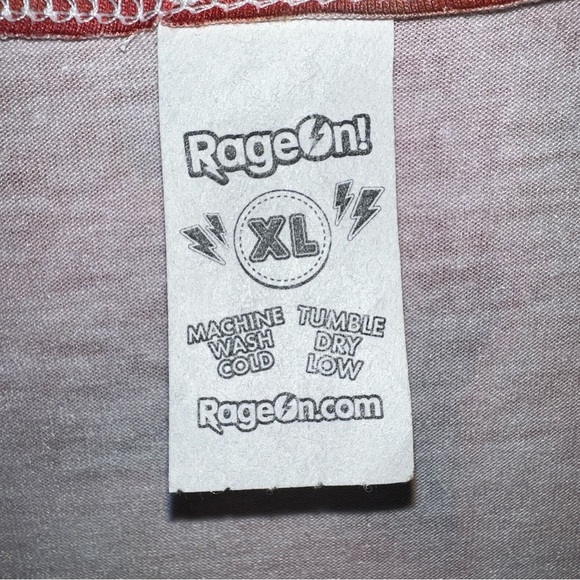 RageOn!
XL
MACHINE
WASH
COLD
TUMBLE
DRY
LOW
RageOn.com